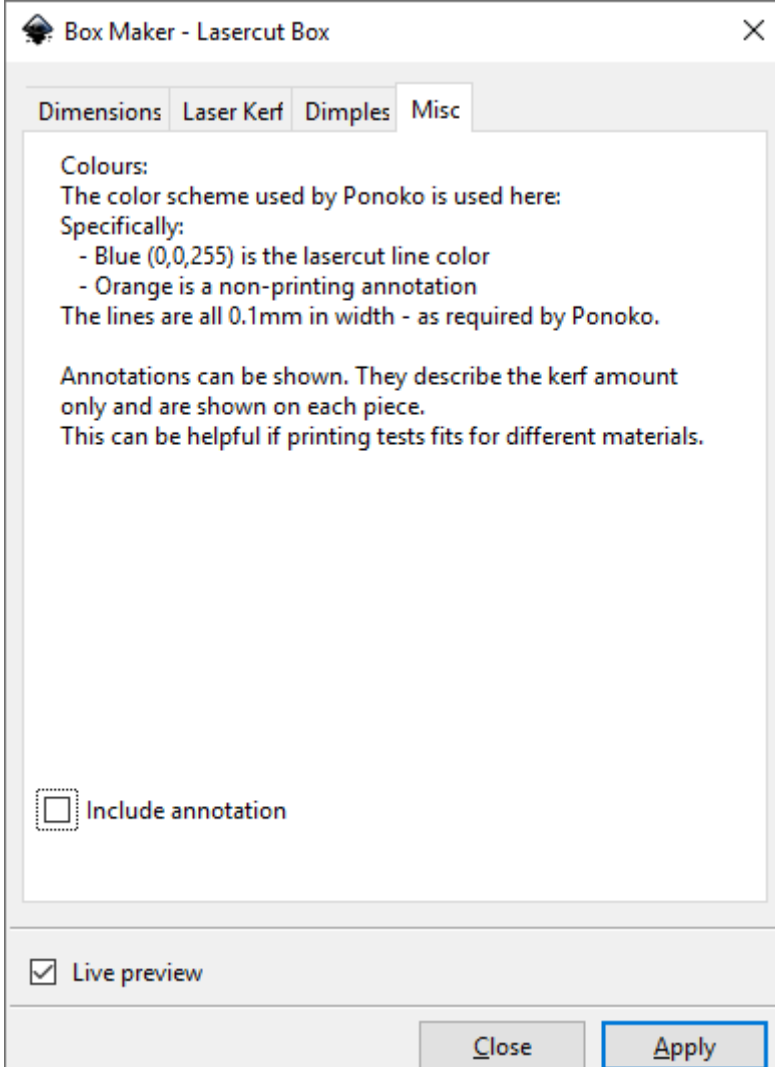 Box Maker - Lasercut Box
Dimensions Laser Kerf Dimples Misc
Colours:
The color scheme used by Ponoko is used here:
Specifically:
- Blue (0,0,255) is the lasercut line color
- Orange is a non-printing annotation
The lines are all 0.1mm in width - as required by Ponoko.
Annotations can be shown. They describe the kerf amount
only and are shown on each piece.
This can be helpful if printing tests fits for different materials.
Include annotation
Live preview
Close Apply